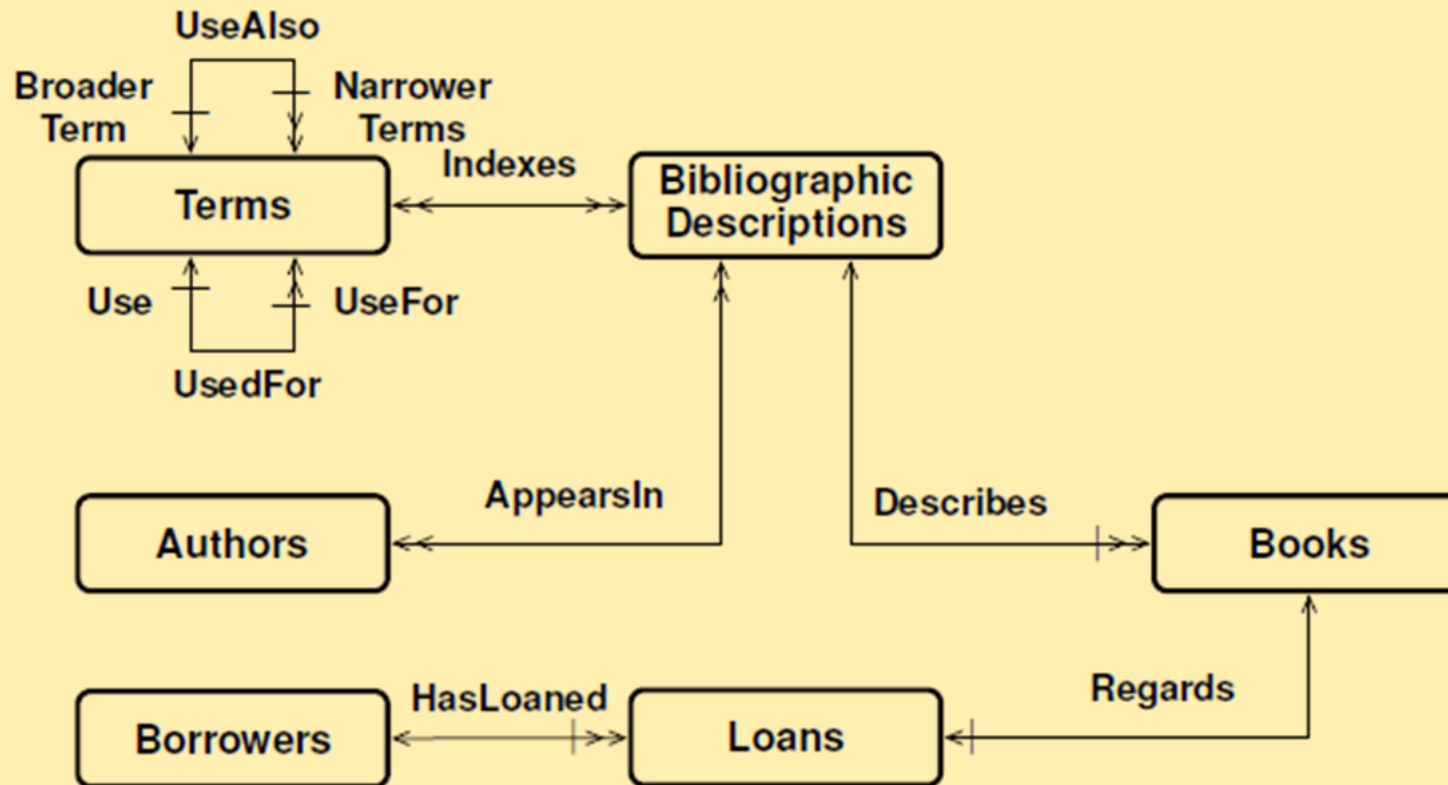 UseAlso
Broader
Term
Narrower
Terms
Indexes
Terms
Bibliographic
Descriptions
Use
UseFor
UsedFor
AppearsIn
Describes
Authors
Books
HasLoaned
Regards
Borrowers
Loans